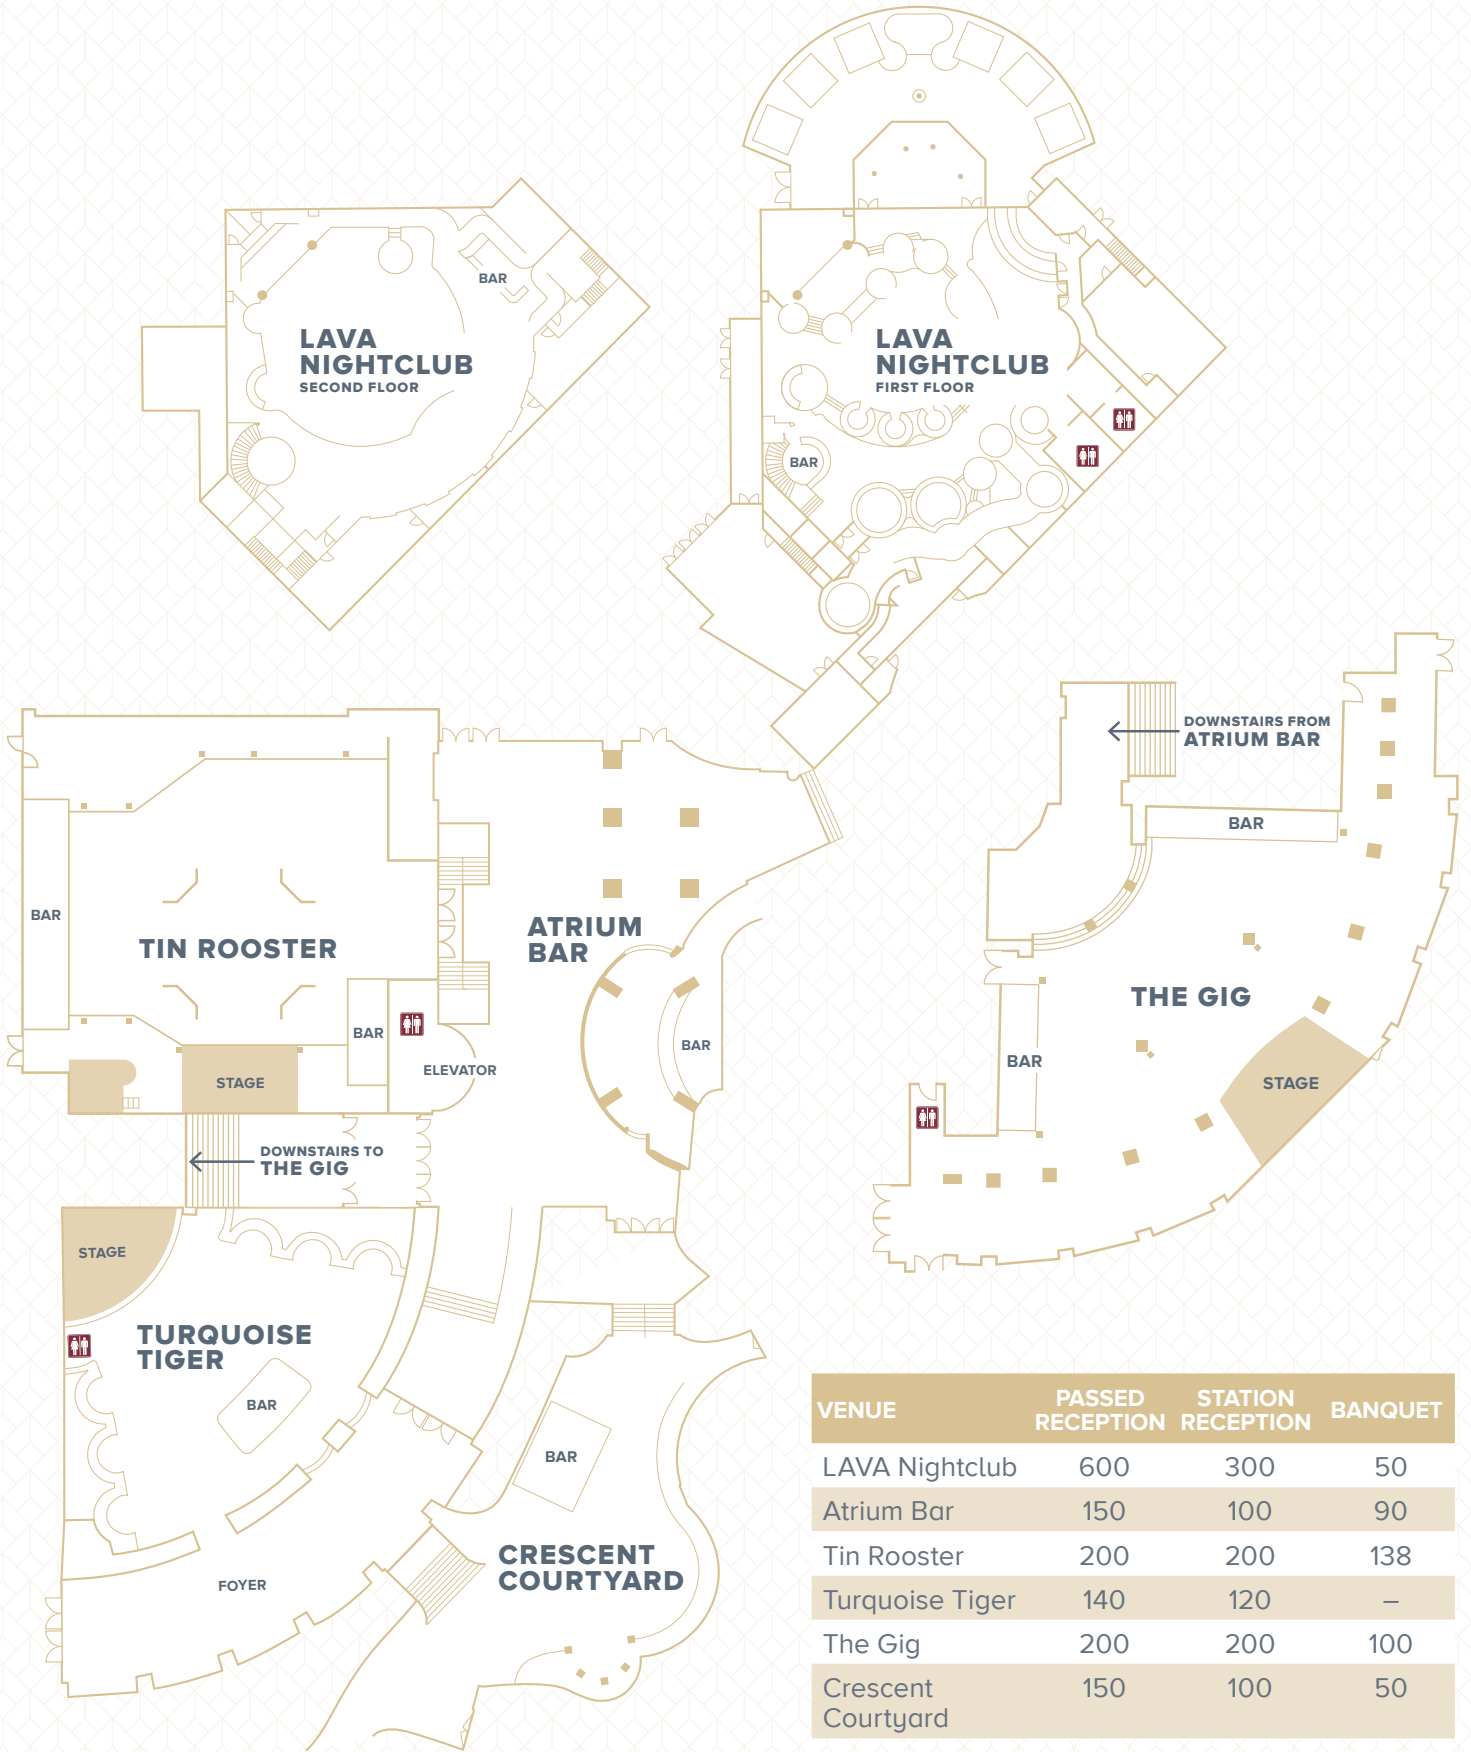 BAR
LAVA
NIGHTCLUB
SECOND FLOOR
LAVA
NIGHTCLUB
FIRST FLOOR
BAR
DOWNSTAIRS FROM
ATRIUM BAR
BAR
THE GIG
BAR
STAGE
BAR
TIN ROOSTER
ATRIUM
BAR
BAR
BAR
ELEVATOR
STAGE
DOWNSTAIRS TO
THE GIG
STAGE
TURQUOISE
TIGER
BAR
FOYER
BAR
CRESCENT
COURTYARD
VENUE PASSED RECEPTION STATION RECEPTION BANQUET
LAVA Nightclub 600 300 50
Atrium Bar 150 100 90
Tin Rooster 200 200 138
Turquoise Tiger 140 120 –
The Gig 200 200 100
Crescent Courtyard 150 100 50